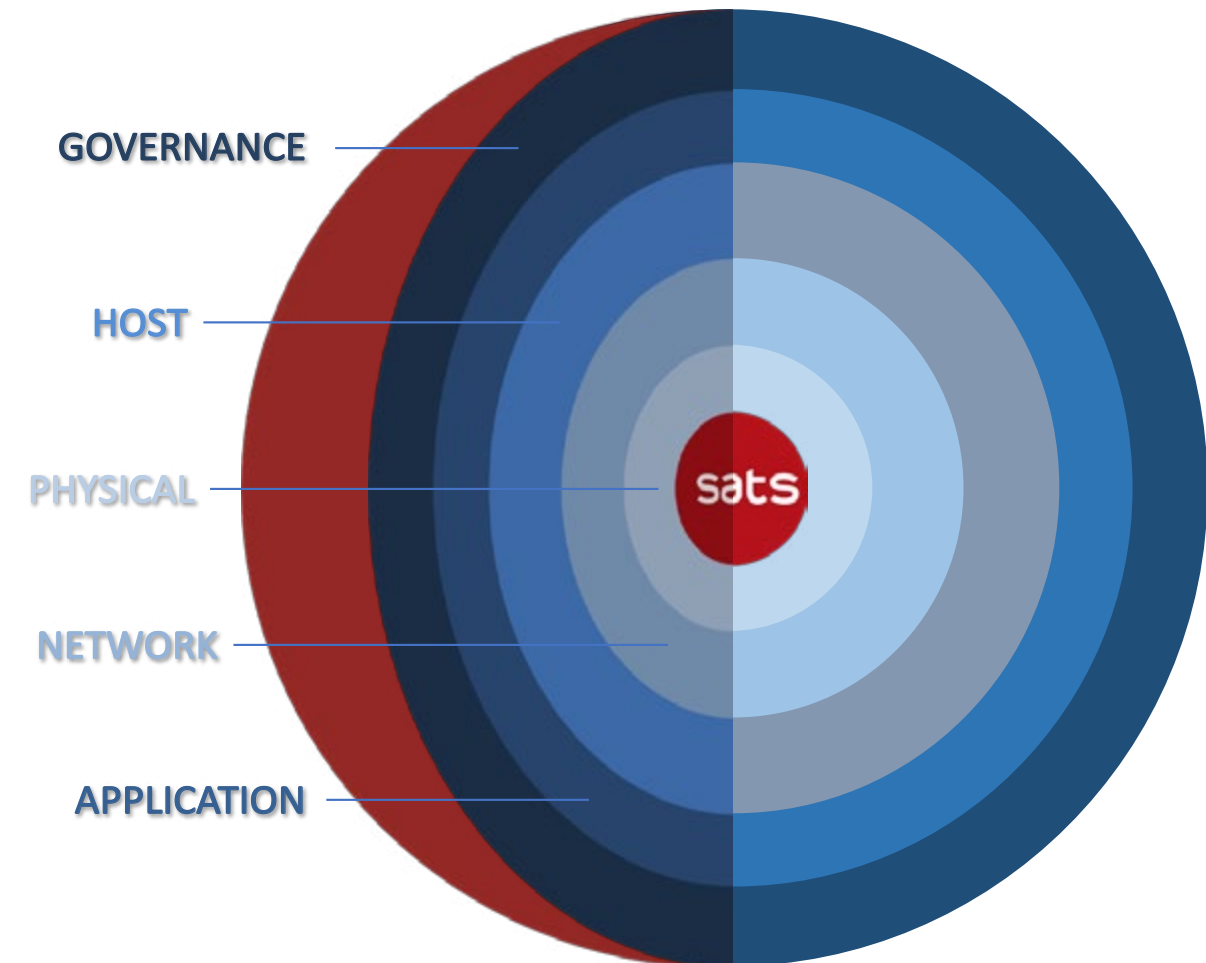 GOVERNANCE
HOST
PHYSICAL
sats
NETWORK
APPLICATION